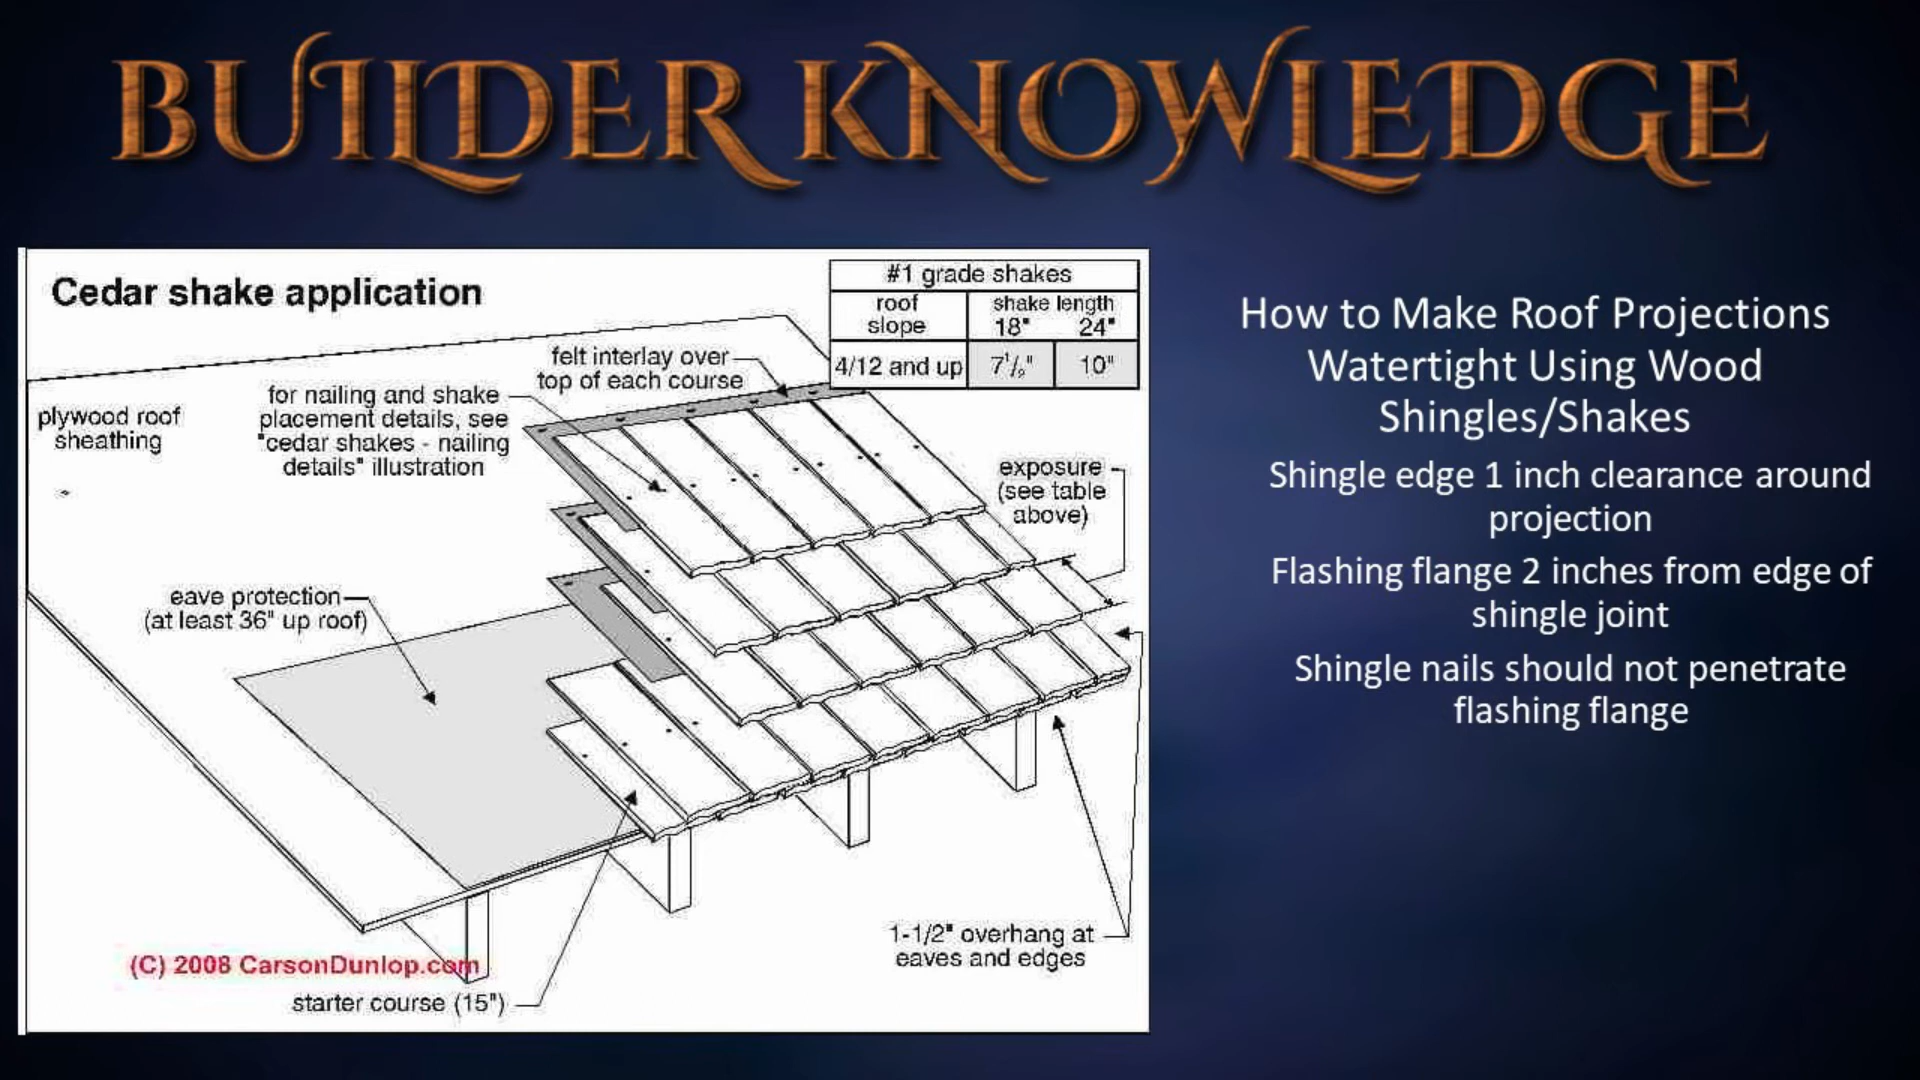 BUILDER KNOWLEDGE
Cedar shake application
#1 grade shakes
roof slope
shake length
18" 24"
4/12 and up 7 1/2" 10"
felt interlay over
top of each course
for nailing and shake
placement details, see
"cedar shakes - nailing
details" illustration
plywood roof
sheathing
exposure
(see table
above)
eave protection
(at least 36" up roof)
1-1/2" overhang at
eaves and edges
(C) 2008 CarsonDunlop.com
starter course (15")
How to Make Roof Projections
Watertight Using Wood
Shingles/Shakes
Shingle edge 1 inch clearance around
projection
Flashing flange 2 inches from edge of
shingle joint
Shingle nails should not penetrate
flashing flange